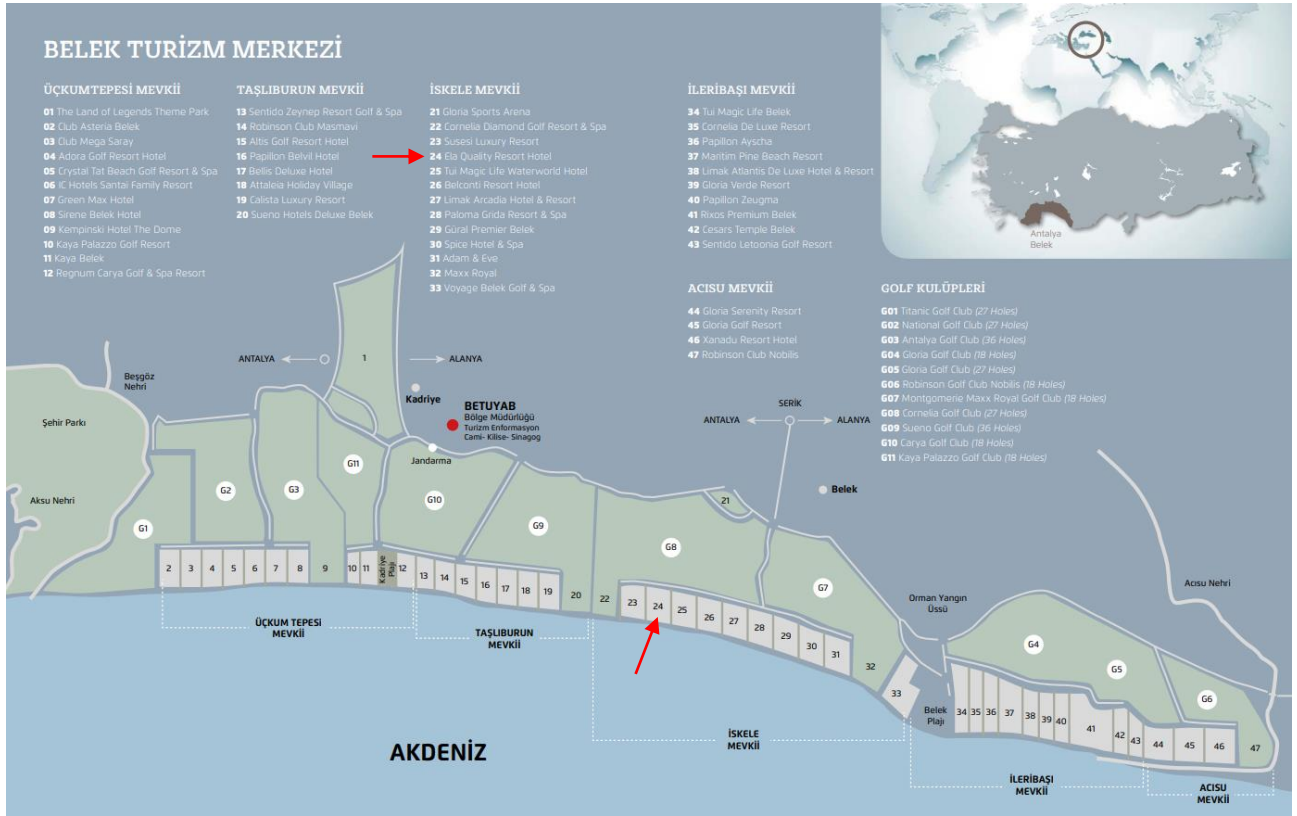 BELEK TURİZM MERKEZİ
ÜÇKUMTEPESİ MEVKİİ
01 The Land of Legends Theme Park
02 Club Asteria Belek
03 Club Mega Saray
04 Adora Golf Resort Hotel
05 Crystal Tat Beach Golf Resort & Spa
06 IC Hotels Santai Family Resort
07 Green Max Hotel
08 Sirene Belek Hotel
09 Kempinski Hotel The Dome
10 Kaya Palazzo Golf Resort
11 Kaya Belek
12 Regnum Carya Golf & Spa Resort
TAŞLIBURUN MEVKİİ
13 Sentido Zeynep Resort Golf & Spa
14 Robinson Club Masmavi
15 Altis Golf Resort Hotel
16 Papillon Belvil Hotel
17 Bellis Deluxe Hotel
18 Attaleia Holiday Village
19 Calista Luxury Resort
20 Sueno Hotels Deluxe Belek
İSKELE MEVKİİ
21 Gloria Sports Arena
22 Cornelia Diamond Golf Resort & Spa
23 Susesi Luxury Resort
24 Ela Quality Resort Hotel
25 Tui Magic Life Waterworld Hotel
26 Belconti Resort Hotel
27 Limak Arcadia Hotel & Resort
28 Paloma Grida Resort & Spa
29 Güral Premier Belek
30 Spice Hotel & Spa
31 Adam & Eve
32 Maxx Royal
33 Voyage Belek Golf & Spa
İLERİBAŞI MEVKİİ
34 Tui Magic Life Belek
35 Cornelia De Luxe Resort
36 Papillon Ayscha
37 Maritim Pine Beach Resort
38 Limak Atlantis De Luxe Hotel & Resort
39 Gloria Verde Resort
40 Papillon Zeugma
41 Rixos Premium Belek
42 Cesars Temple Belek
43 Sentido Letoonia Golf Resort
ACISU MEVKİİ
44 Gloria Serenity Resort
45 Gloria Golf Resort
46 Xanadu Resort Hotel
47 Robinson Club Nobilis
GOLF KULÜPLERİ
G01 Titanic Golf Club (27 Holes)
G02 National Golf Club (27 Holes)
G03 Antalya Golf Club (36 Holes)
G04 Gloria Golf Club (18 Holes)
G05 Gloria Golf Club (27 Holes)
G06 Robinson Golf Club Nobilis (18 Holes)
G07 Montgomerie Maxx Royal Golf Club (18 Holes)
G08 Cornelia Golf Club (27 Holes)
G09 Sueno Golf Club (36 Holes)
G10 Carya Golf Club (18 Holes)
G11 Kaya Palazzo Golf Club (18 Holes)
Antalya
Belek
ANTALYA
1
ALANYA
Beşgöz
Nehri
Kadriye
BETUYAB
Bölge Müdürlüğü
Turizm Enformasyon
Cami- Kilise- Sinagog
Jandarma
SERİK
ANTALYA
ALANYA
Şehir Parkı
Aksu Nehri
Belek
G1
G2
G3
G11
G10
G9
G8
21
G7
Orman Yangın
Üssü
Acısu Nehri
G4
G5
G6
2
3
4
5
6
7
8
9
10
11
Kadriye
Plajı
12
13
14
15
16
17
18
19
20
22
23
24
25
26
27
28
29
30
31
32
33
Belek
Plajı
34
35
36
37
38
39
40
41
42
43
44
45
46
47
ÜÇKUM TEPESİ
MEVKİİ
TAŞLIBURUN
MEVKİİ
İSKELE
MEVKİİ
İLERİBAŞI
MEVKİİ
ACISU
MEVKİİ
AKDENİZ